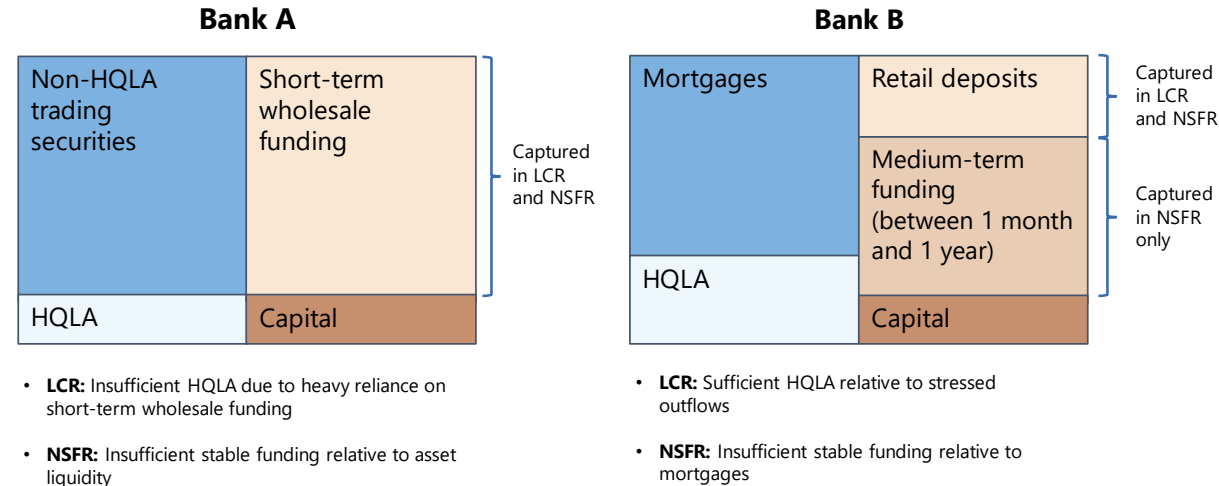 Bank A
Non-HQLA
trading
securities
Short-term
wholesale
funding
Captured
in LCR
and NSFR
HQLA
Capital
• LCR: Insufficient HQLA due to heavy reliance on
short-term wholesale funding
• NSFR: Insufficient stable funding relative to asset
liquidity
Bank B
Mortgages
Retail deposits
Captured
in LCR
and NSFR
Medium-term
funding
(between 1 month
and 1 year)
Captured
in NSFR
only
HQLA
Capital
• LCR: Sufficient HQLA relative to stressed
outflows
• NSFR: Insufficient stable funding relative to
mortgages